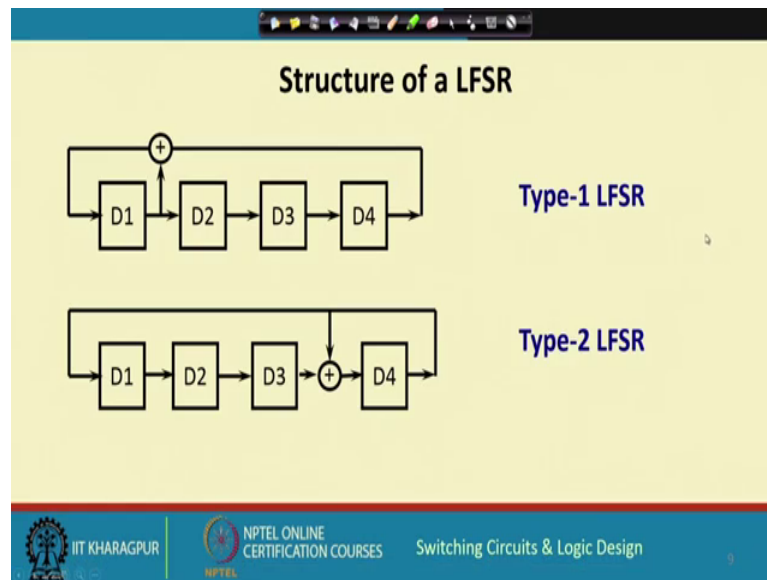 Structure of a LFSR
+
D1 D2 D3 D4
Type-1 LFSR
D1 D2 D3 + D4
Type-2 LFSR
IIT KHARAGPUR
NPTEL ONLINE
CERTIFICATION COURSES
NPTEL
Switching Circuits & Logic Design
9